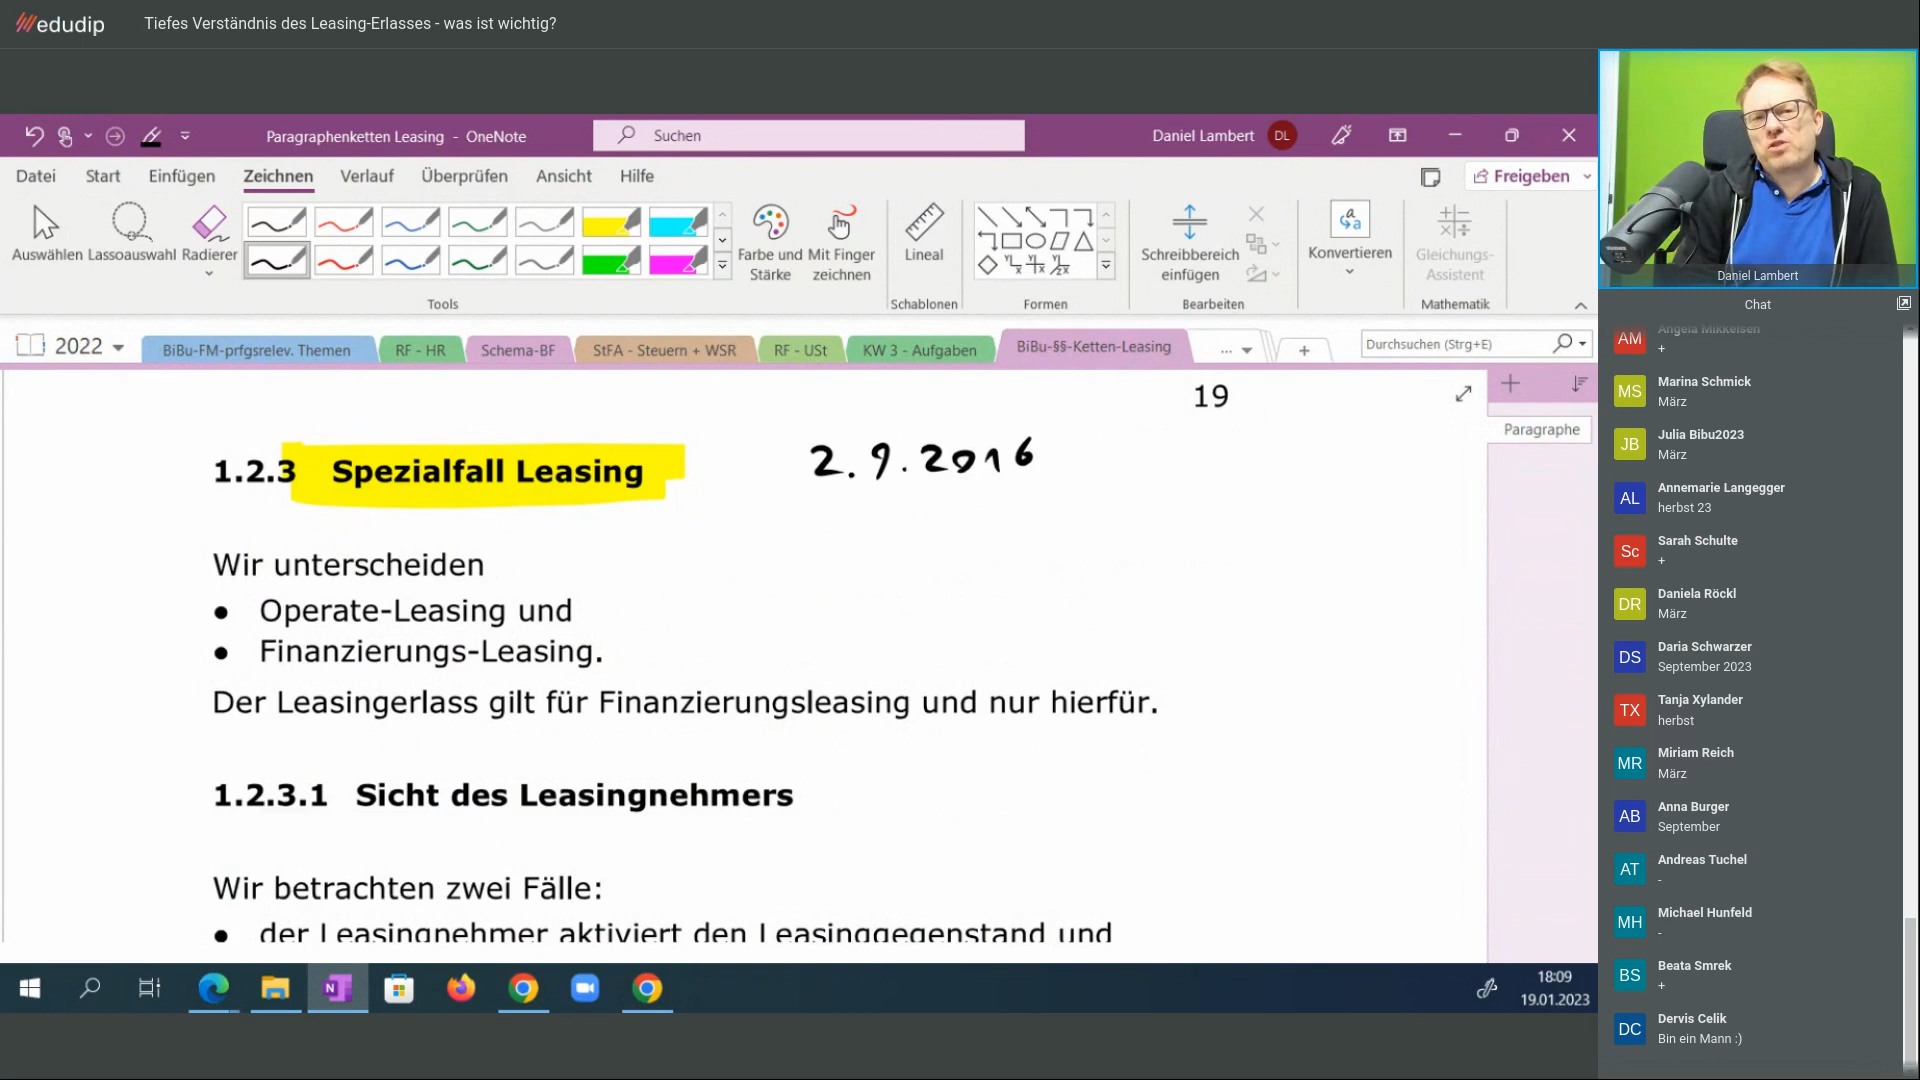 edudip
Tiefes Verständnis des Leasing-Erlasses - was ist wichtig?
Paragraphenketten Leasing - OneNote
Suchen
Daniel Lambert
DL
Datei Start Einfügen Zeichnen Verlauf Überprüfen Ansicht Hilfe
Freigeben
Auswählen
Lassoauswahl
Radierer
Farbe und Stärke
Mit Finger zeichnen
Lineal
Schreibbereich einfügen
Konvertieren
Gleichungs-Assistent
Tools
Schablonen
Formen
Bearbeiten
Mathematik
2022
BiBu-FM-prfgsrelev. Themen
RF - HR
Schema-BF
StFA - Steuern + WSR
RF - USt
KW 3 - Aufgaben
BiBu-§§-Ketten-Leasing
...
Durchsuchen (Strg+E)
Paragraphe
19
1.2.3 Spezialfall Leasing
2.9.2016
Wir unterscheiden
• Operate-Leasing und
• Finanzierungs-Leasing.
Der Leasingerlass gilt für Finanzierungsleasing und nur hierfür.
1.2.3.1 Sicht des Leasingnehmers
Wir betrachten zwei Fälle:
• der Leasingnehmer aktiviert den Leasinggegenstand und
18:09
19.01.2023
Daniel Lambert
Chat
AM
Angela Mikkelsen
+
MS
Marina Schmick
März
JB
Julia Bibu2023
März
AL
Annemarie Langegger
herbst 23
Sc
Sarah Schulte
+
DR
Daniela Röckl
März
DS
Daria Schwarzer
September 2023
TX
Tanja Xylander
herbst
MR
Miriam Reich
März
AB
Anna Burger
September
AT
Andreas Tuchel
-
MH
Michael Hunfeld
-
BS
Beata Smrek
+
DC
Dervis Celik
Bin ein Mann :)